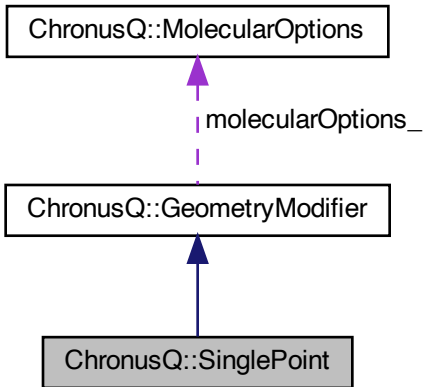 ChronusQ::MolecularOptions
molecularOptions_
ChronusQ::GeometryModifier
ChronusQ::SinglePoint